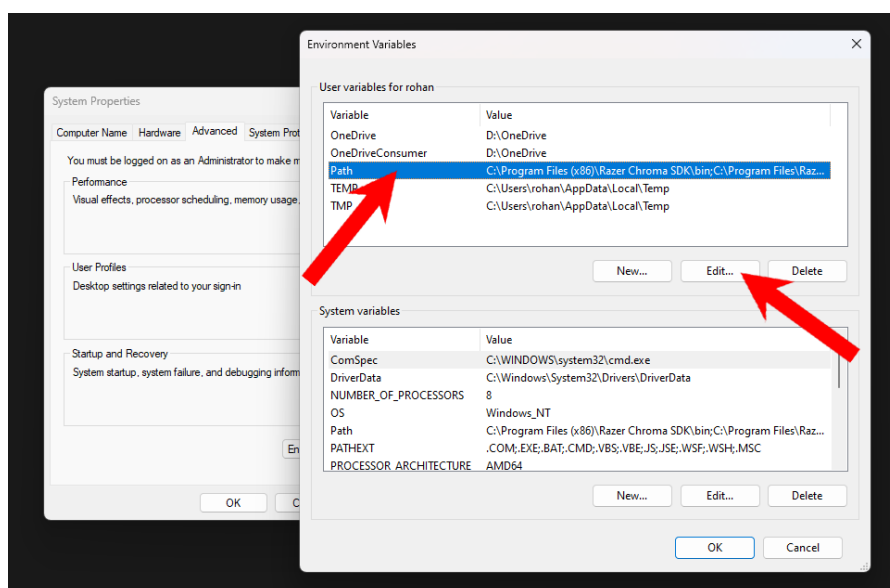 Environment Variables
User variables for rohan
Variable Value
OneDrive D:\OneDrive
OneDriveConsumer D:\OneDrive
Path C:\Program Files (x86)\Razer Chroma SDK\bin;C:\Program Files\Raz...
TEMP C:\Users\rohan\AppData\Local\Temp
TMP C:\Users\rohan\AppData\Local\Temp
New... Edit... Delete
System variables
Variable Value
ComSpec C:\WINDOWS\system32\cmd.exe
DriverData C:\Windows\System32\Drivers\DriverData
NUMBER_OF_PROCESSORS 8
OS Windows_NT
Path C:\Program Files (x86)\Razer Chroma SDK\bin;C:\Program Files\Raz...
PATHEXT .COM;.EXE;.BAT;.CMD;.VBS;.VBE;.JS;.JSE;.WSF;.WSH;.MSC
PROCESSOR_ARCHITECTURE AMD64
New... Edit... Delete
OK Cancel
System Properties
Computer Name Hardware Advanced System Prot
You must be logged on as an Administrator to make m
Performance
Visual effects, processor scheduling, memory usage,
User Profiles
Desktop settings related to your sign-in
Startup and Recovery
System startup, system failure, and debugging inform
En
OK C